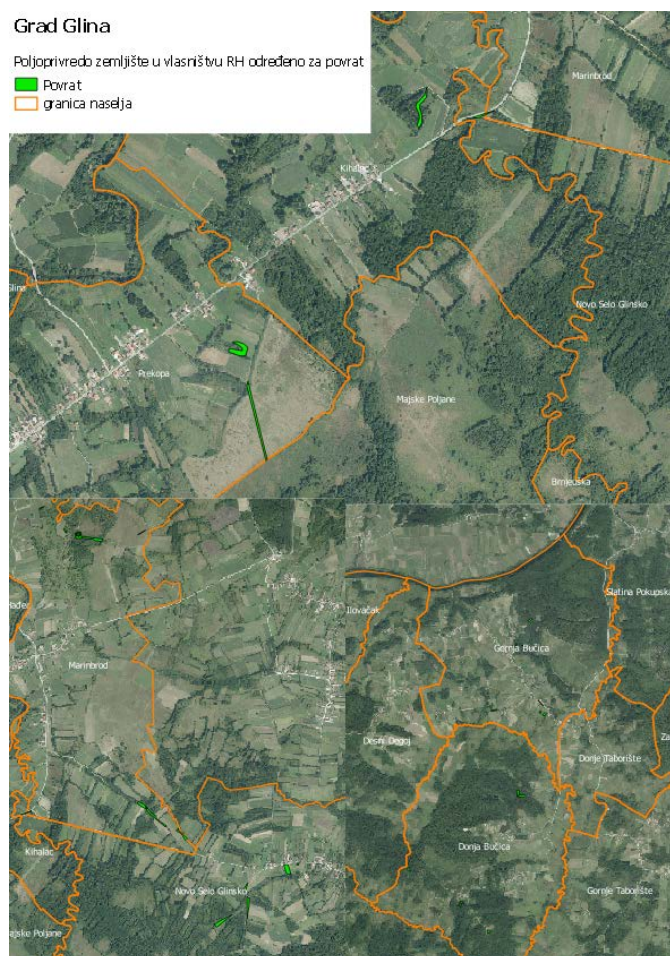 Grad Glina
Poljoprivredo zemljište u vlasništvu RH određeno za povrat
Povrat
granica naselja
Marinbrod
Kihalac
Glina
Novo Selo Glinsko
Prekopa
Majske Poljane
Brnjeuška
Slatina Pokupska
Ilovačak
Gornja Bučica
Marinbrod
Desni Degoj
Donje Taborište
Za
Kihalac
Donja Bučica
Novo Selo Glinsko
Gornje Taborište
ajske Poljane